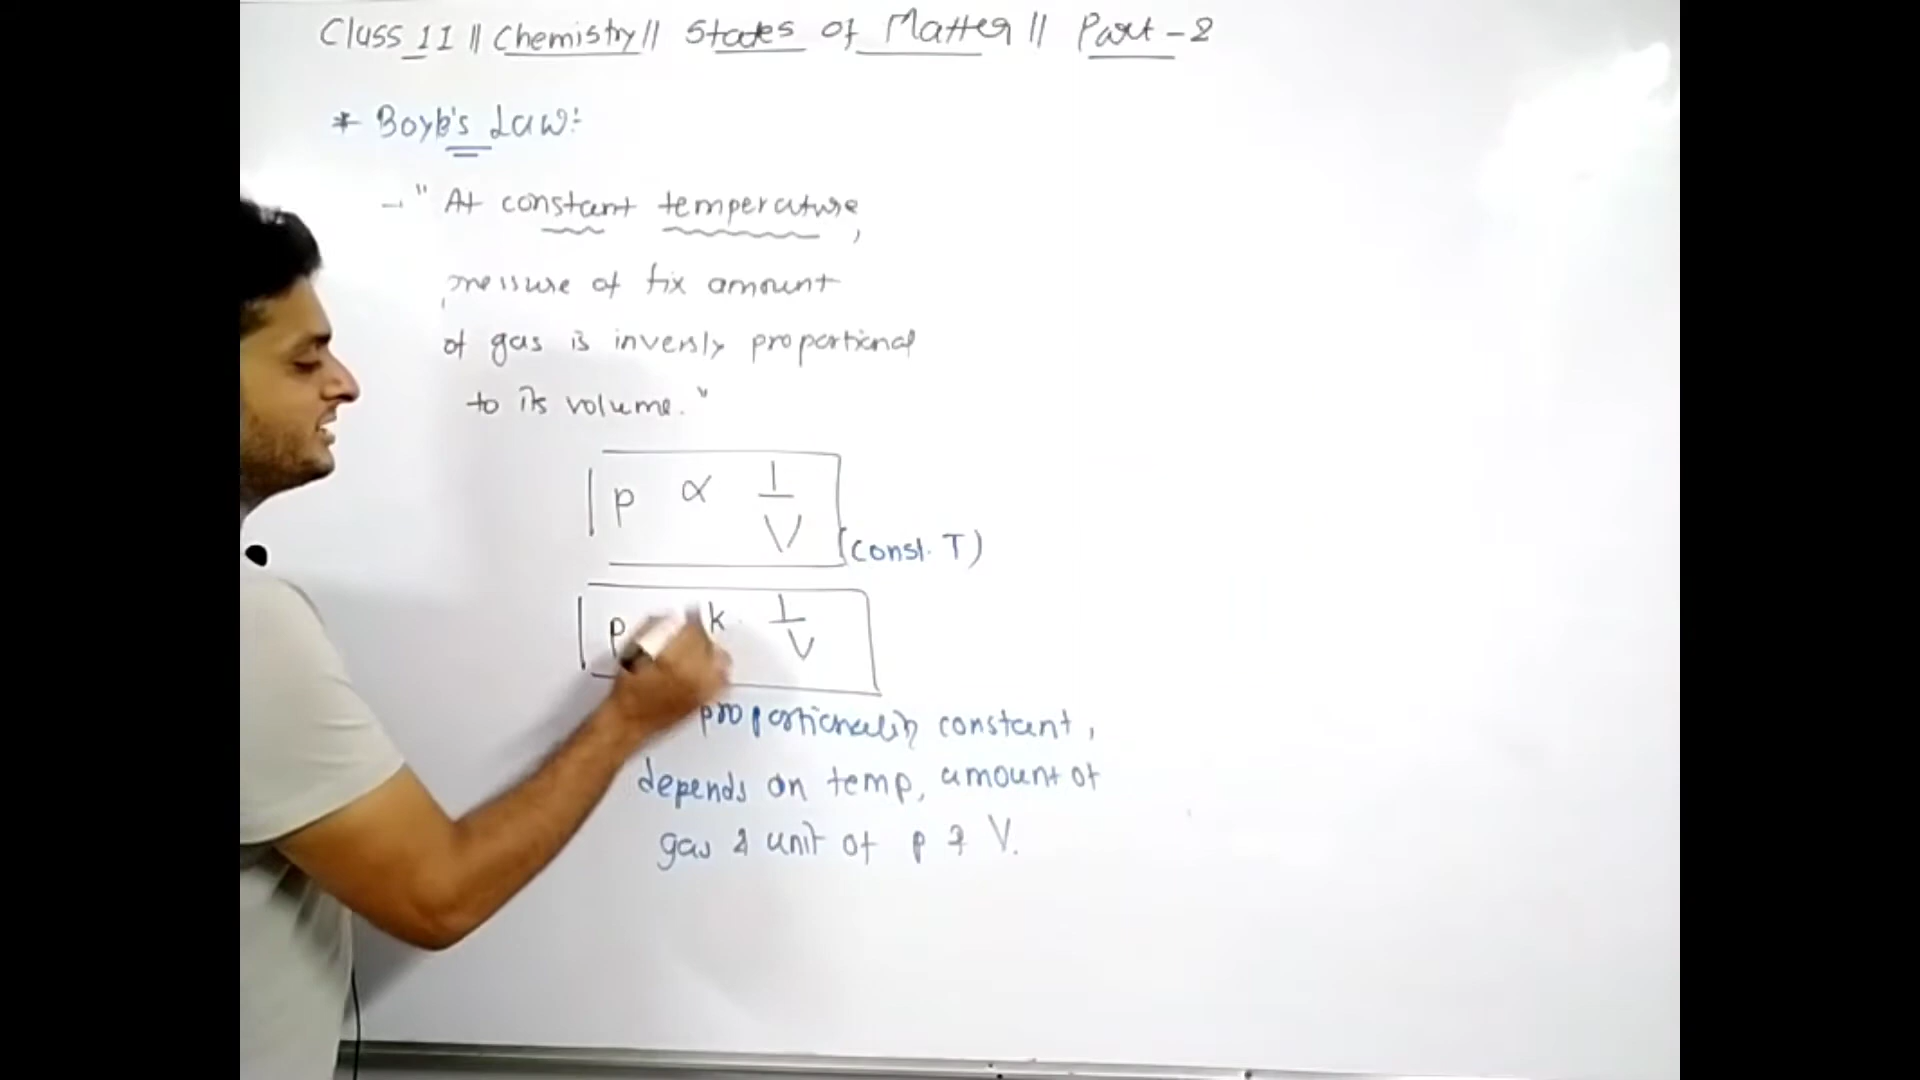 Class 11 || Chemistry || States of Matter || Part - 2
* Boyle's Law:
- " At constant temperature,
pressure of fix amount
of gas is inversly proportional
to its volume. "
p ∝ 1/V (Const. T)
p k 1/V
proportionality constant,
depends on temp, amount of
gas & unit of p & V.